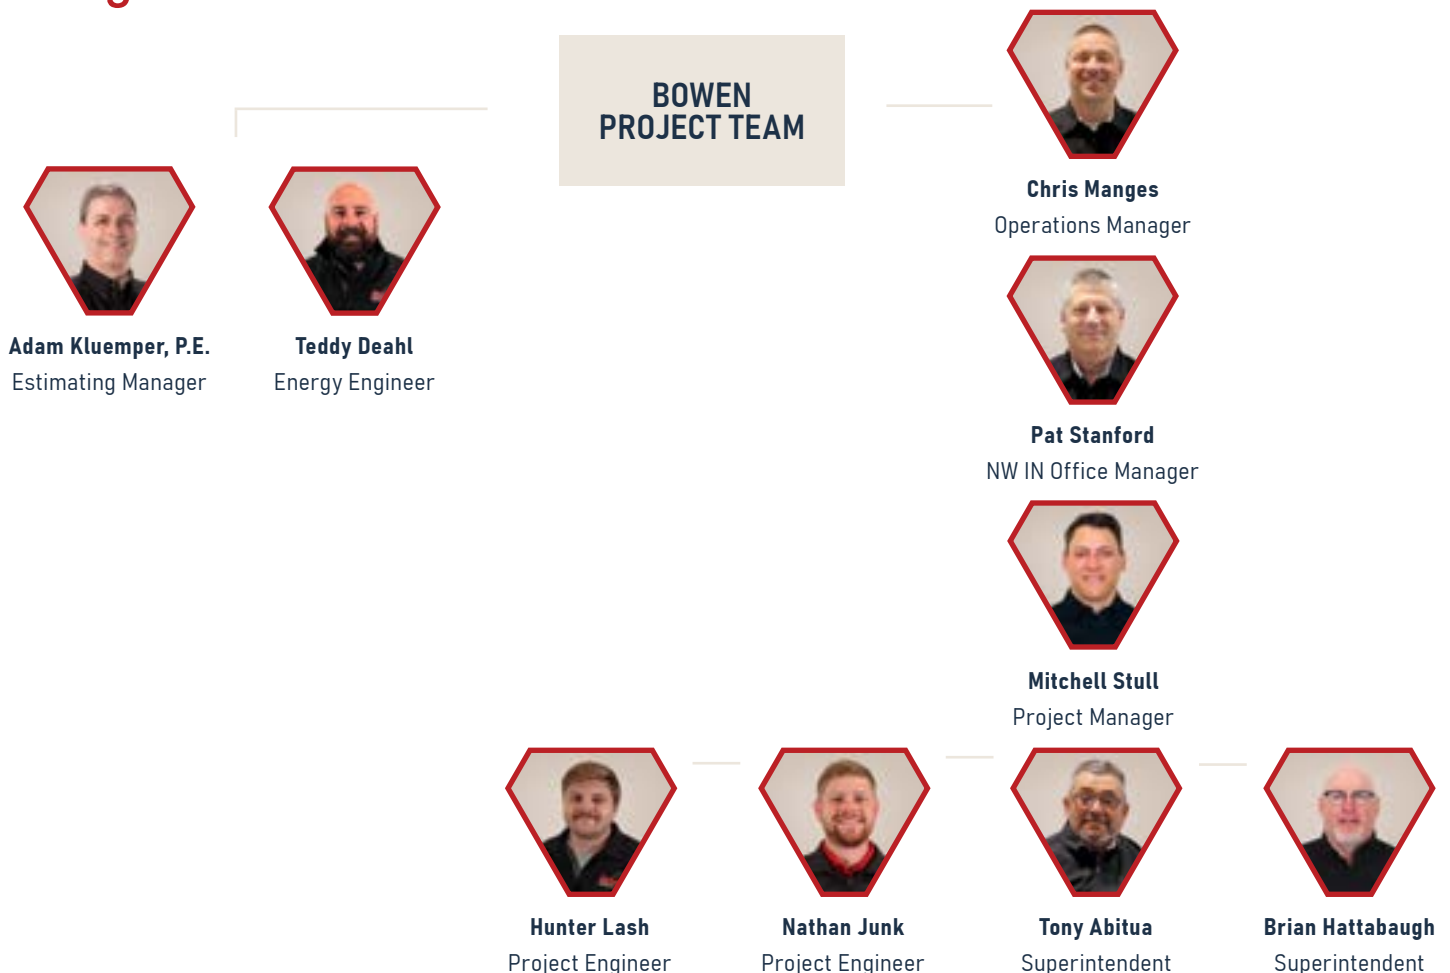 BOWEN
PROJECT TEAM
Chris Manges
Operations Manager
Adam Kluemper, P.E.
Estimating Manager
Teddy Deahl
Energy Engineer
Pat Stanford
NW IN Office Manager
Mitchell Stull
Project Manager
Hunter Lash
Project Engineer
Nathan Junk
Project Engineer
Tony Abitua
Superintendent
Brian Hattabaugh
Superintendent